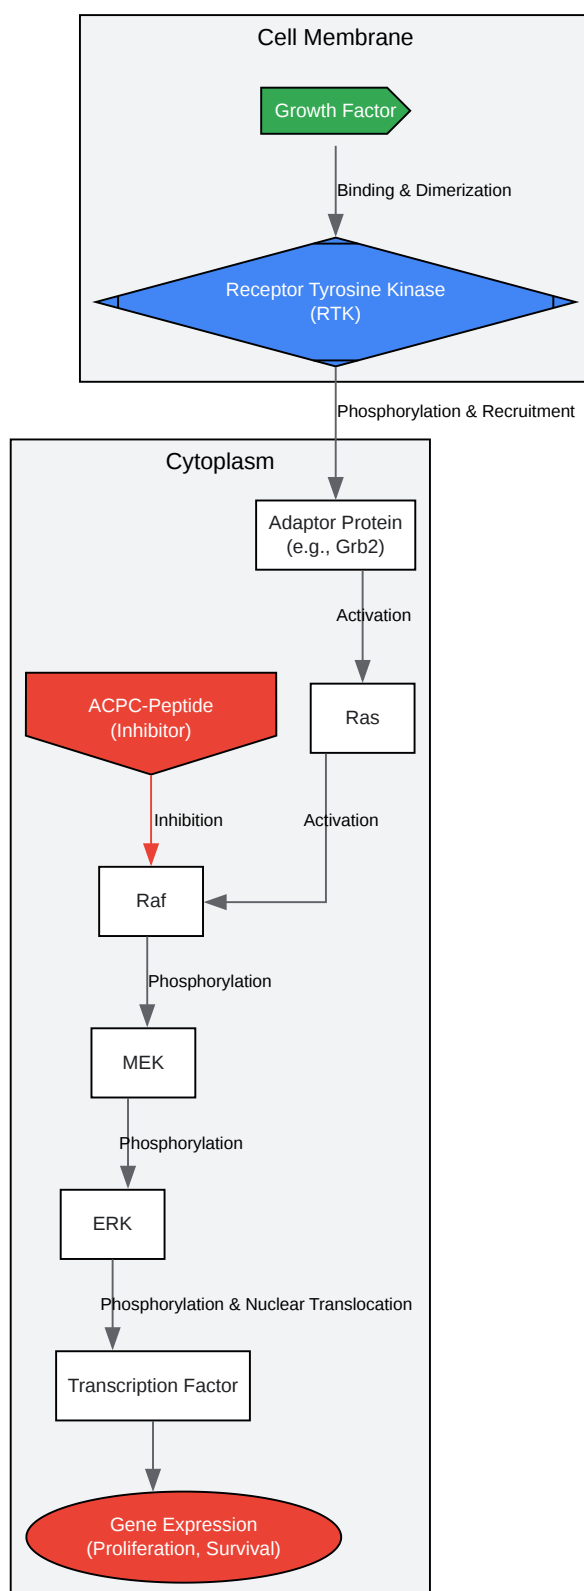 Cell Membrane
Growth Factor
Binding & Dimerization
Receptor Tyrosine Kinase
(RTK)
Phosphorylation & Recruitment
Cytoplasm
Adaptor Protein
(e.g., Grb2)
Activation
ACPC-Peptide
(Inhibitor)
Ras
Inhibition
Activation
Raf
Phosphorylation
MEK
Phosphorylation
ERK
Phosphorylation & Nuclear Translocation
Transcription Factor
Gene Expression
(Proliferation, Survival)